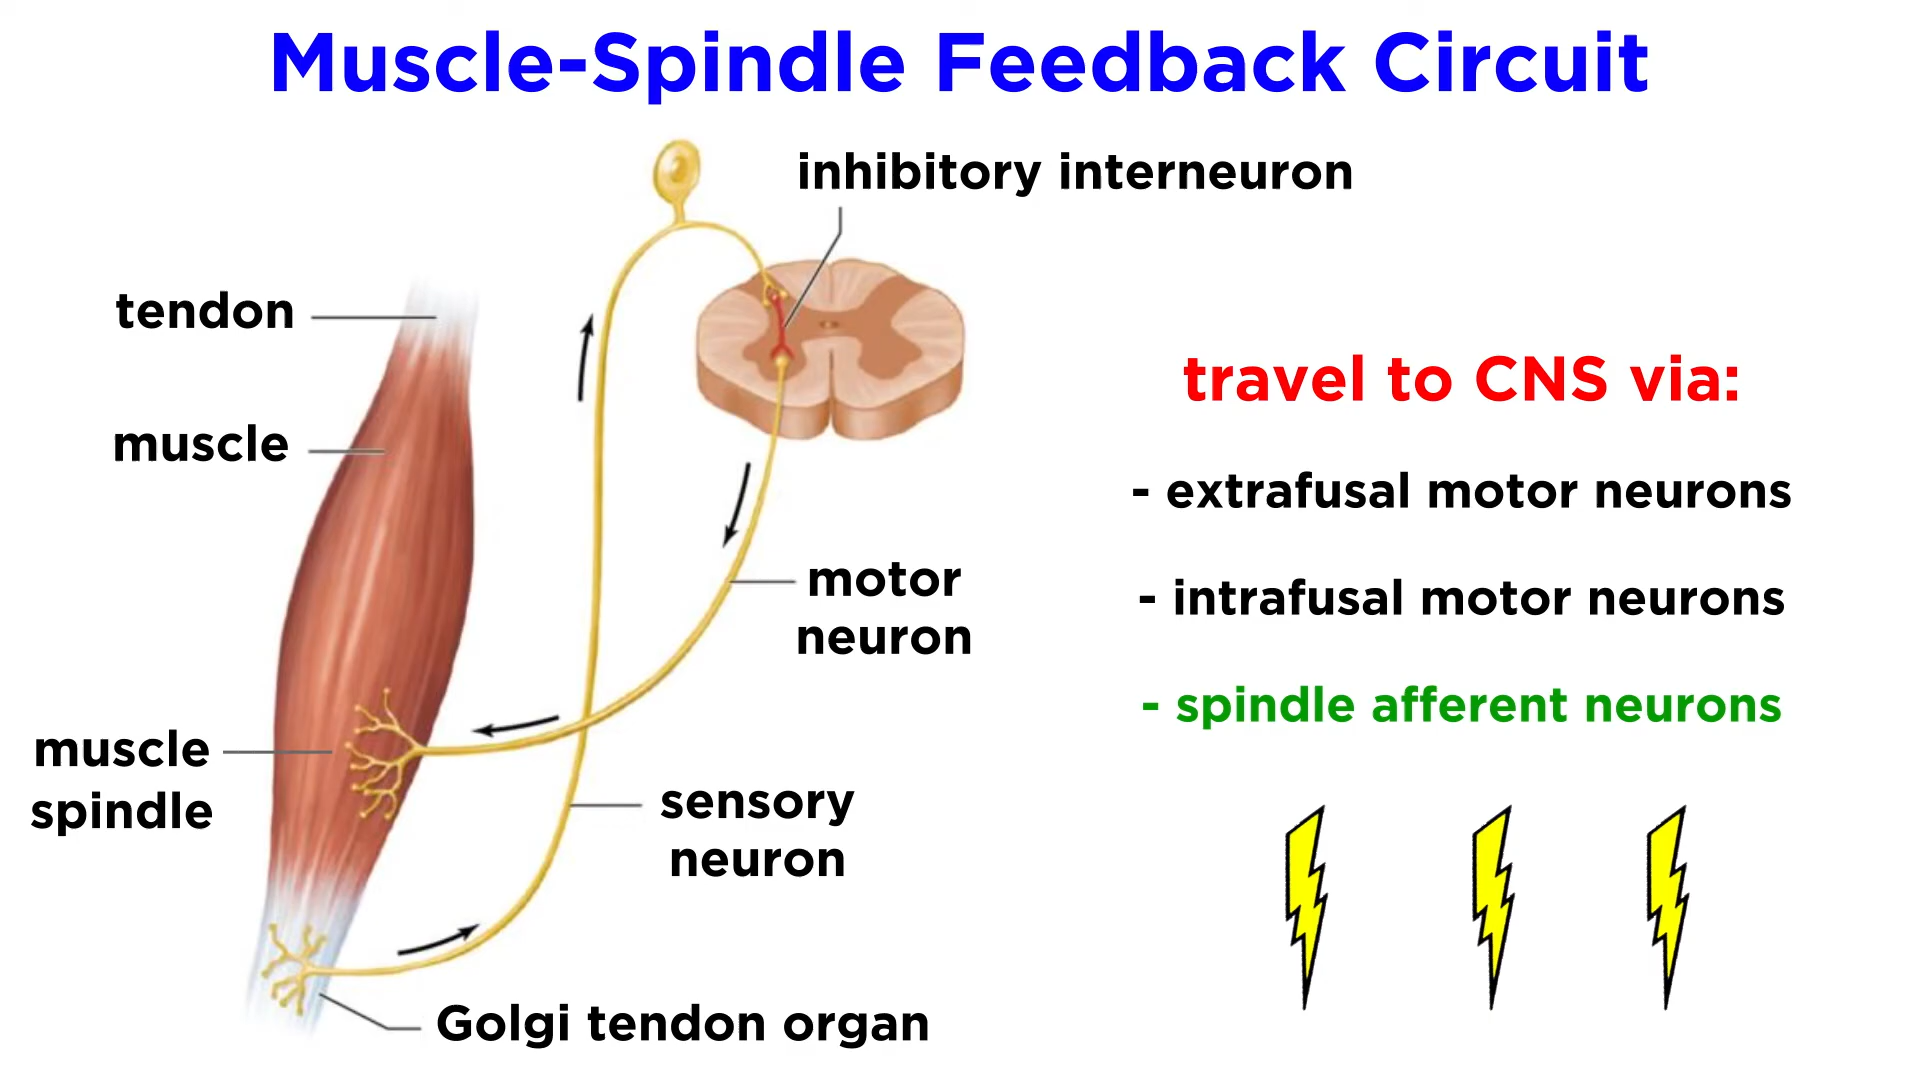 Muscle-Spindle Feedback Circuit
inhibitory interneuron
tendon
muscle
muscle
spindle
motor
neuron
sensory
neuron
Golgi tendon organ
travel to CNS via:
- extrafusal motor neurons
- intrafusal motor neurons
- spindle afferent neurons